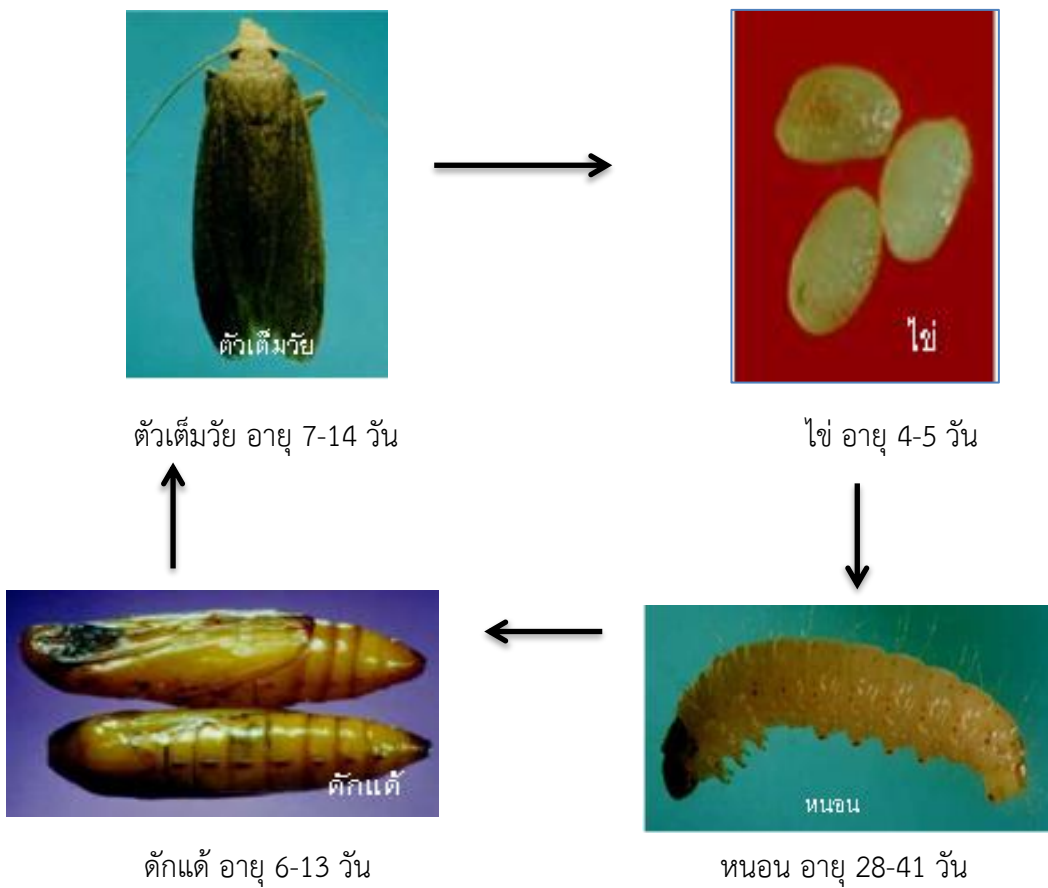 ตัวเต็มวัย
ไข่
ตัวเต็มวัย อายุ 7-14 วัน
ไข่ อายุ 4-5 วัน
ดักแด้
หนอน
ดักแด้ อายุ 6-13 วัน
หนอน อายุ 28-41 วัน